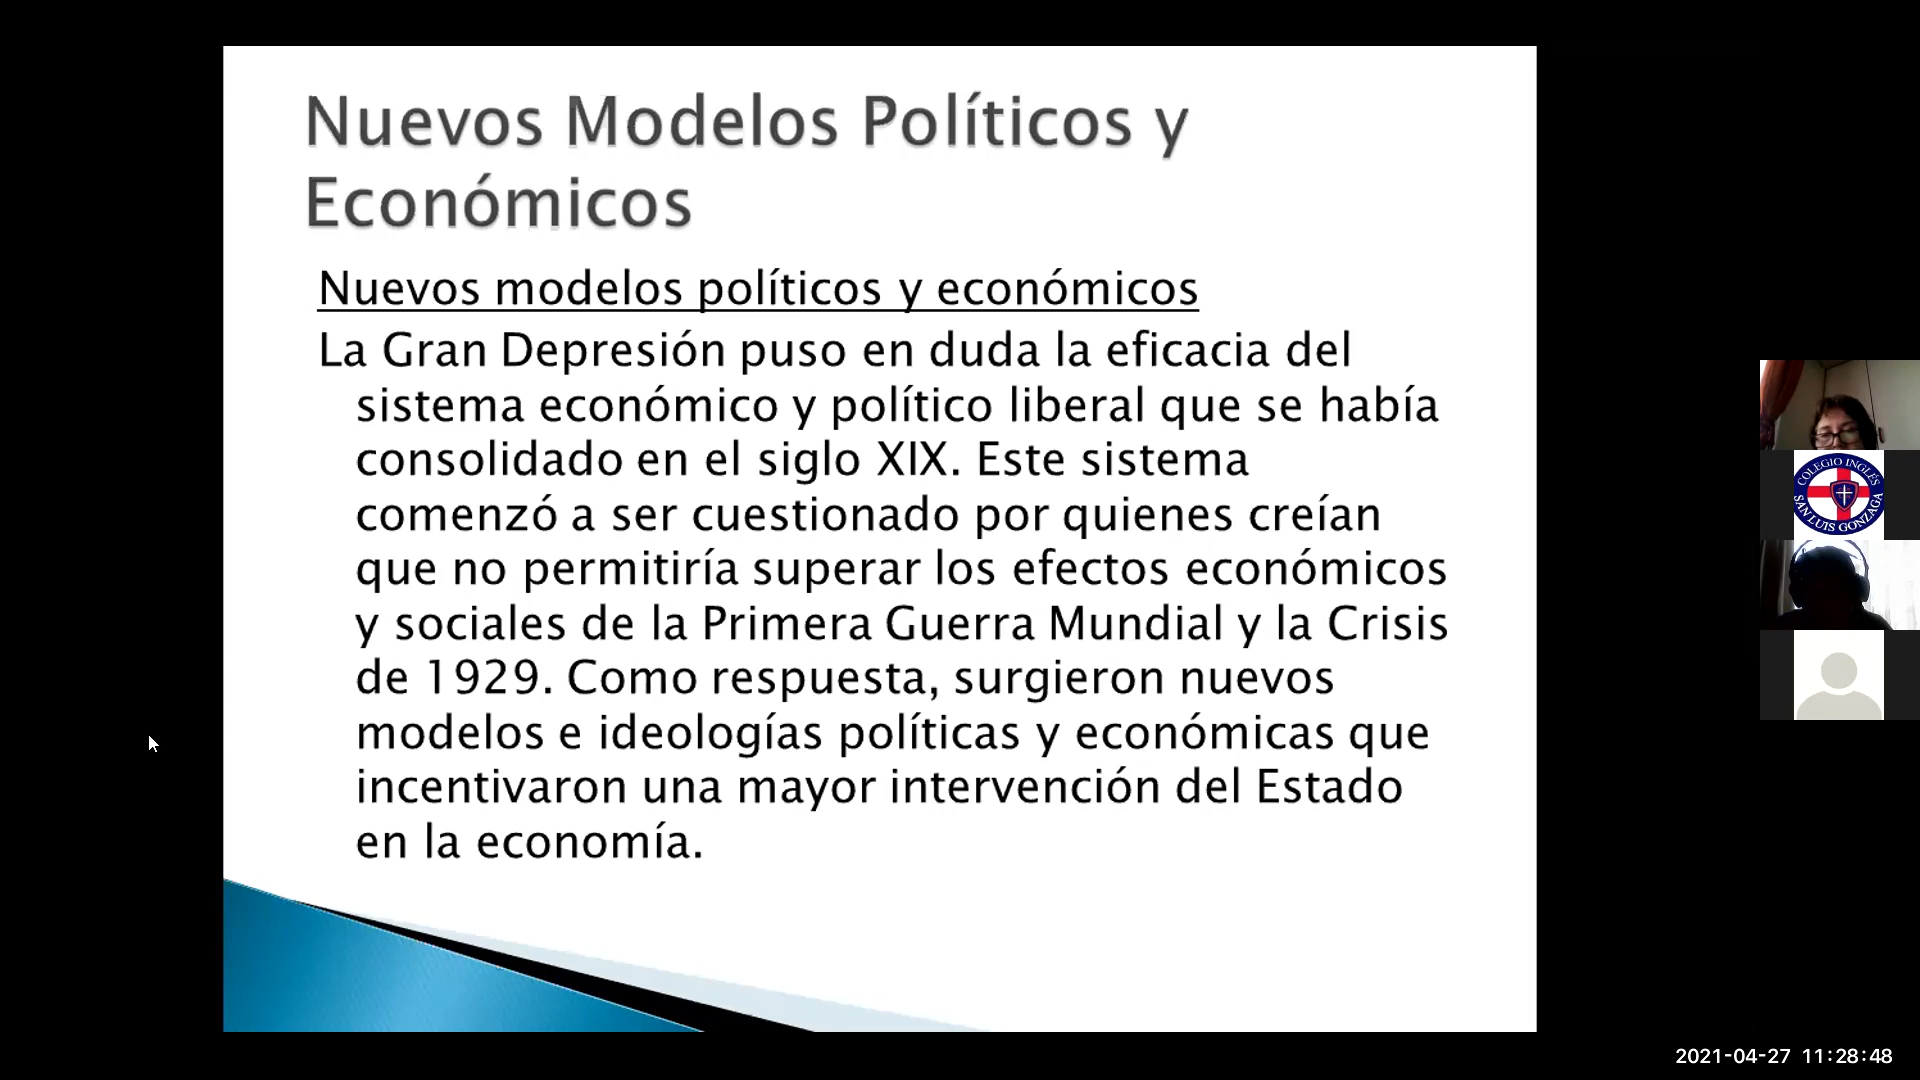 Nuevos Modelos Políticos y
Económicos
Nuevos modelos políticos y económicos
La Gran Depresión puso en duda la eficacia del
sistema económico y político liberal que se había
consolidado en el siglo XIX. Este sistema
comenzó a ser cuestionado por quienes creían
que no permitiría superar los efectos económicos
y sociales de la Primera Guerra Mundial y la Crisis
de 1929. Como respuesta, surgieron nuevos
modelos e ideologías políticas y económicas que
incentivaron una mayor intervención del Estado
en la economía.
COLEGIO INGLÉS
SAN LUIS GONZAGA
2021-04-27 11:28:48